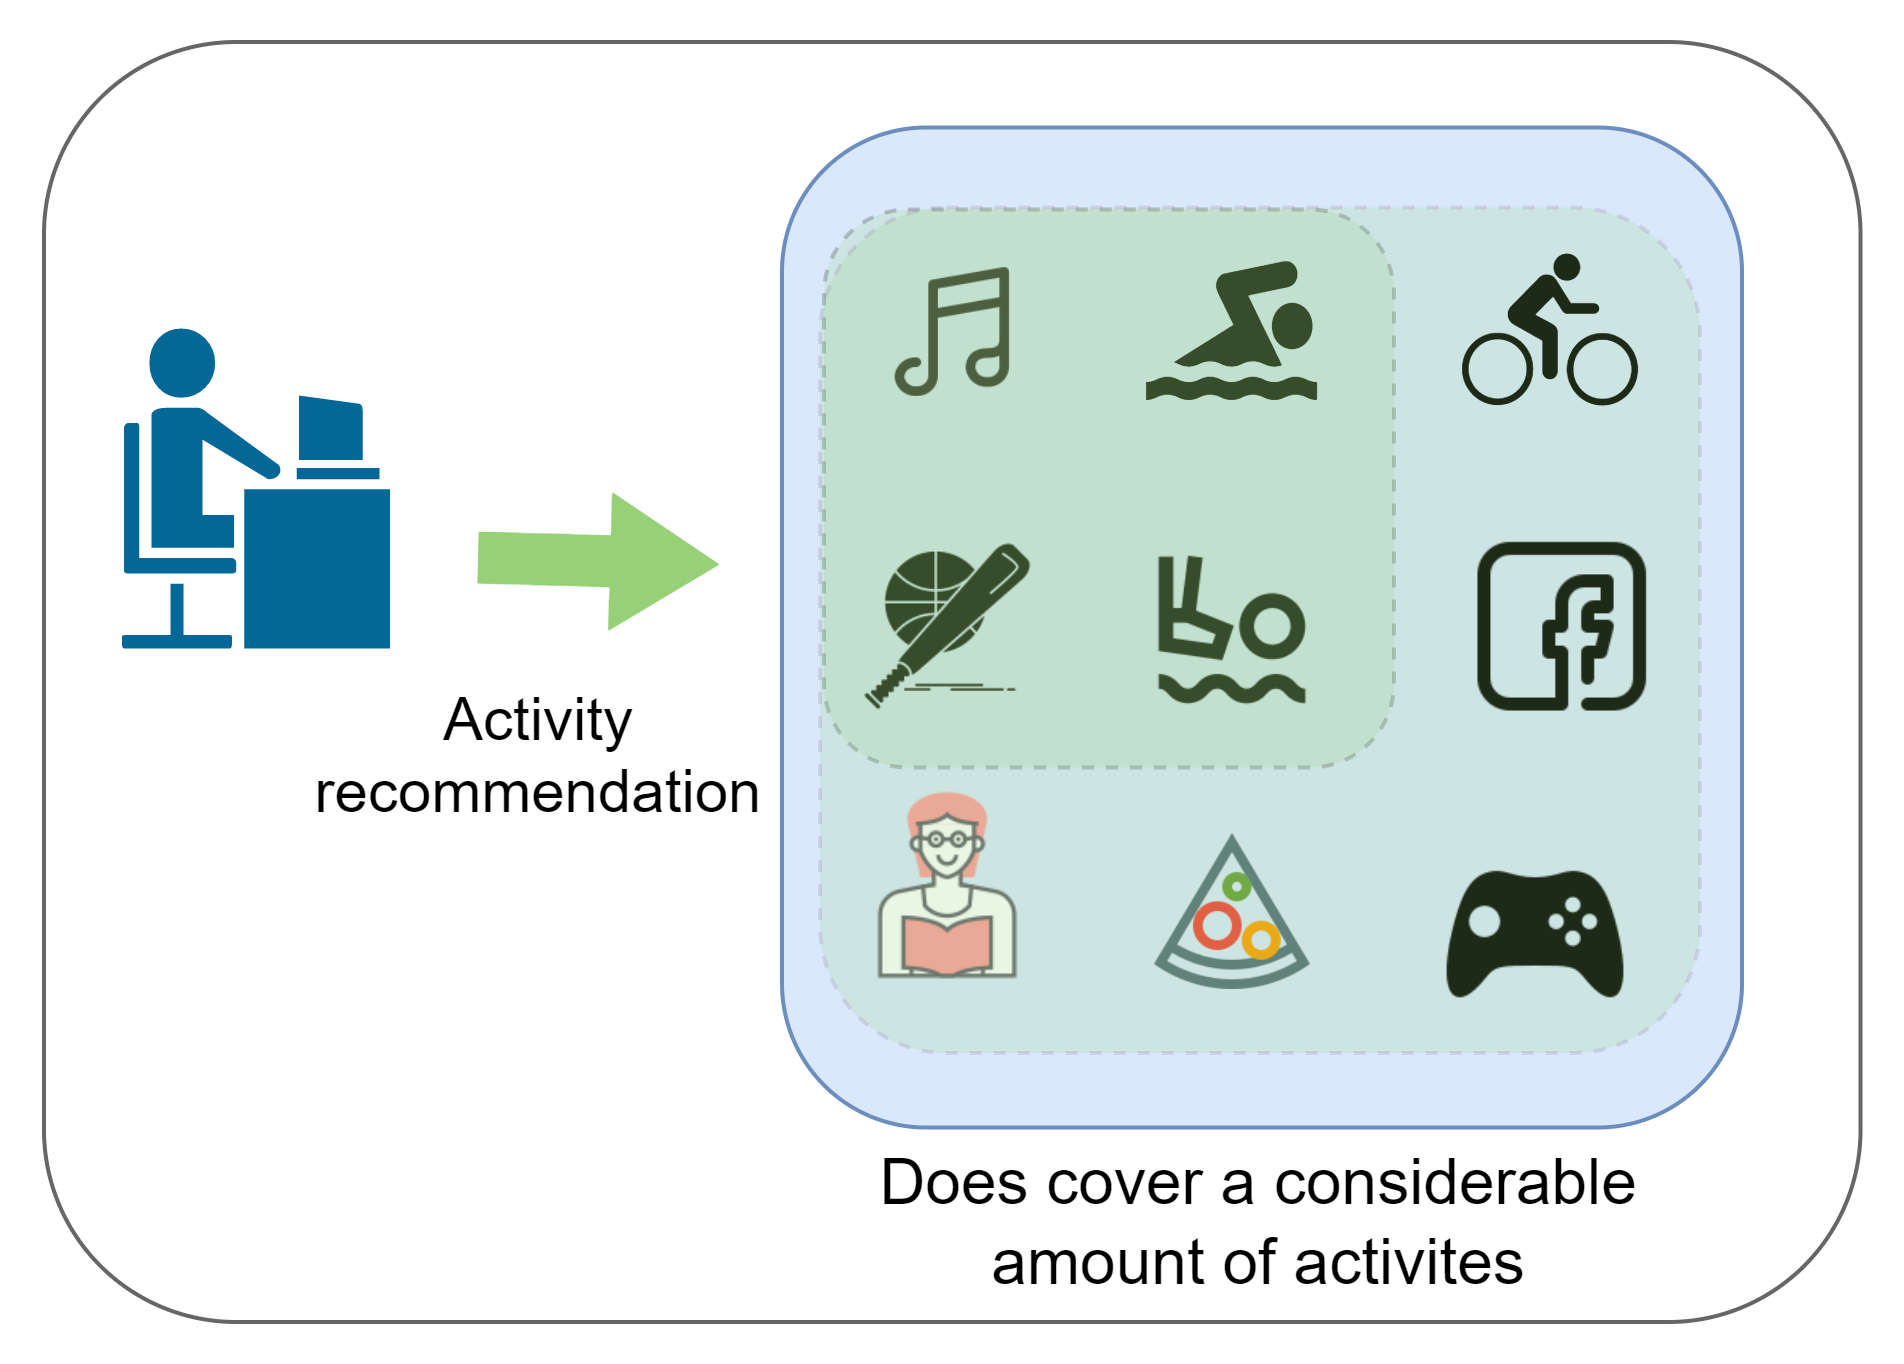 Activity
recommendation
Does cover a considerable
amount of activites